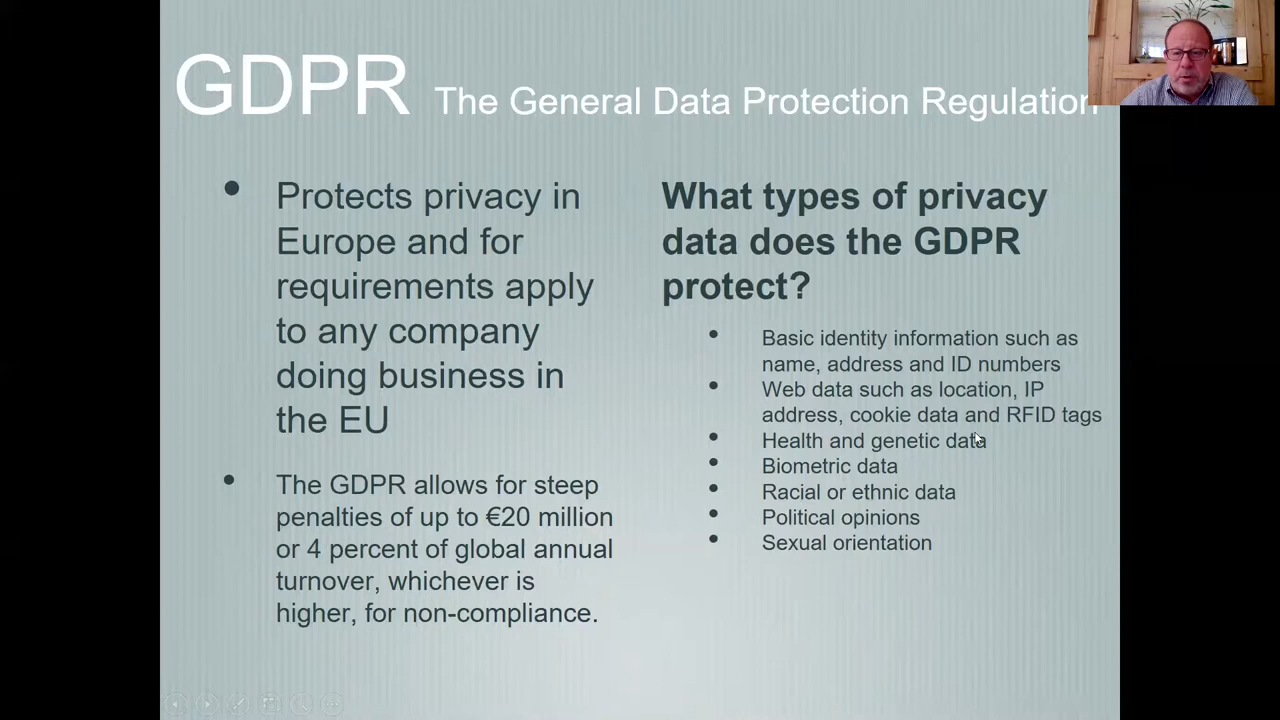 GDPR The General Data Protection Regulation
• Protects privacy in
Europe and for
requirements apply
to any company
doing business in
the EU
• The GDPR allows for steep
penalties of up to €20 million
or 4 percent of global annual
turnover, whichever is
higher, for non-compliance.
What types of privacy
data does the GDPR
protect?
• Basic identity information such as
name, address and ID numbers
• Web data such as location, IP
address, cookie data and RFID tags
• Health and genetic data
• Biometric data
• Racial or ethnic data
• Political opinions
• Sexual orientation